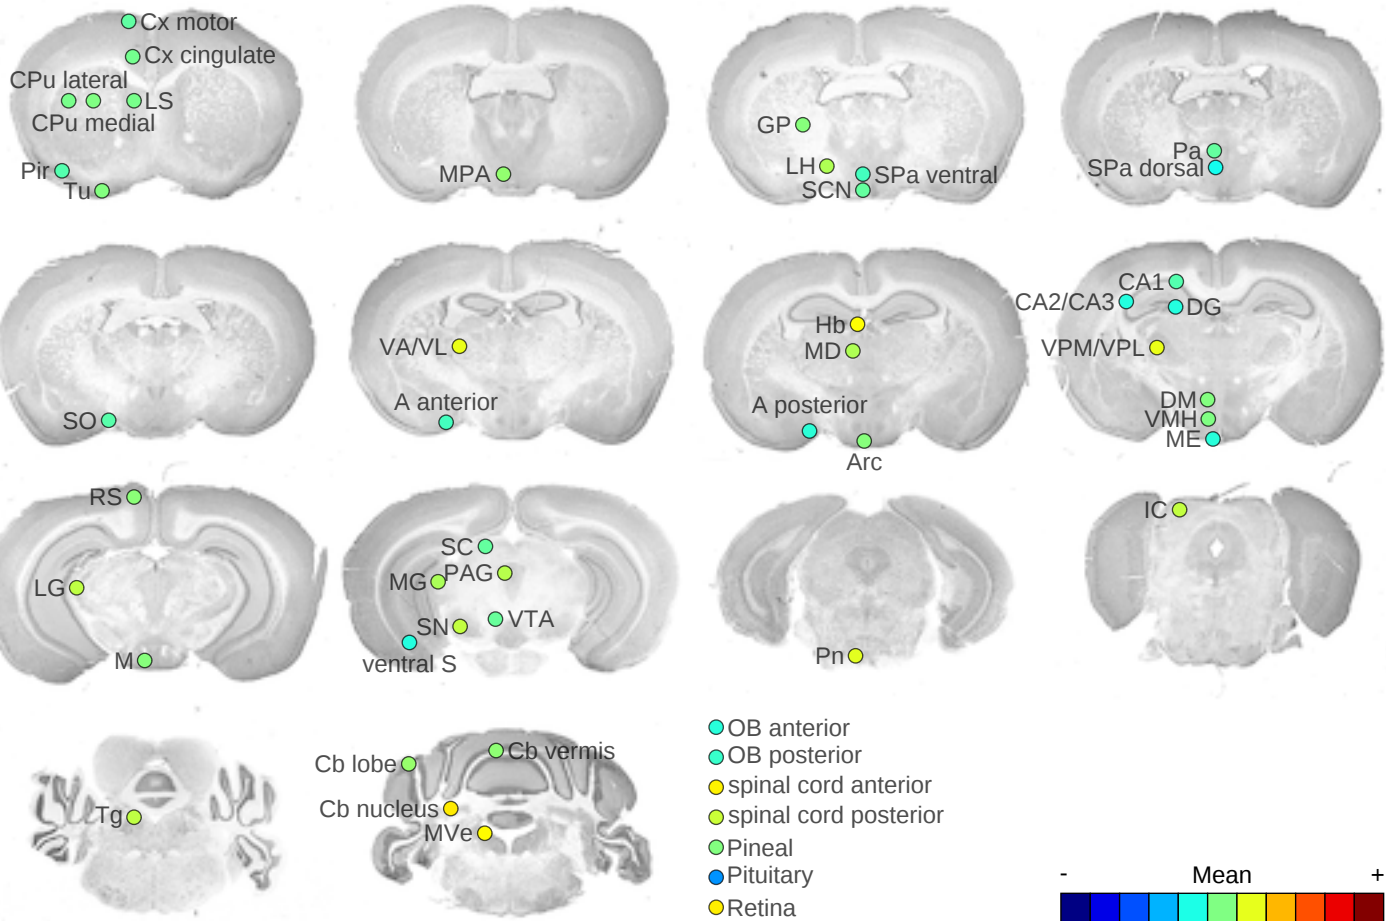 Cx motor
Cx cingulate
CPu lateral
LS
CPu medial
Pir
Tu
MPA
GP
LH
SPa ventral
SCN
Pa
SPa dorsal
SO
VA/VL
A anterior
Hb
MD
A posterior
Arc
CA1
CA2/CA3
DG
VPM/VPL
DM
VMH
ME
RS
LG
M
SC
PAG
MG
SN
VTA
ventral S
Pn
IC
Tg
Cb lobe
Cb vermis
Cb nucleus
MVe
OB anterior
OB posterior
spinal cord anterior
spinal cord posterior
Pineal
Pituitary
Retina
- Mean +